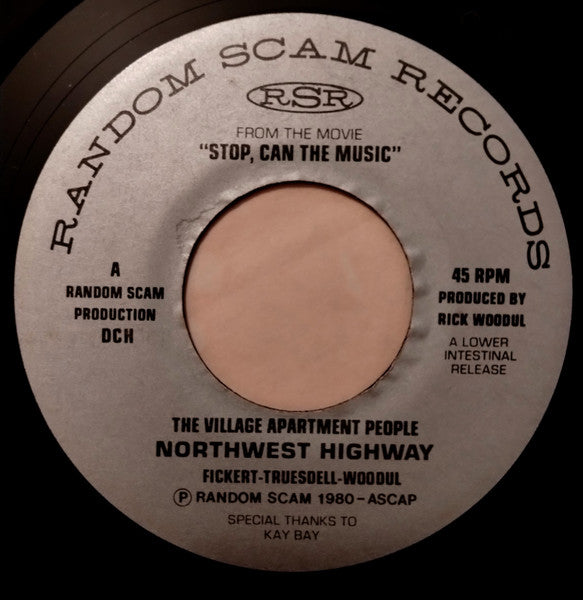 RANDOM SCAM RECORDS
RSR
FROM THE MOVIE
"STOP, CAN THE MUSIC"
A
RANDOM SCAM
PRODUCTION
DCH
45 RPM
PRODUCED BY
RICK WOODUL
A LOWER
INTESTINAL
RELEASE
THE VILLAGE APARTMENT PEOPLE
NORTHWEST HIGHWAY
FICKERT-TRUESDELL-WOODUL
Ⓟ RANDOM SCAM 1980-ASCAP
SPECIAL THANKS TO
KAY BAY